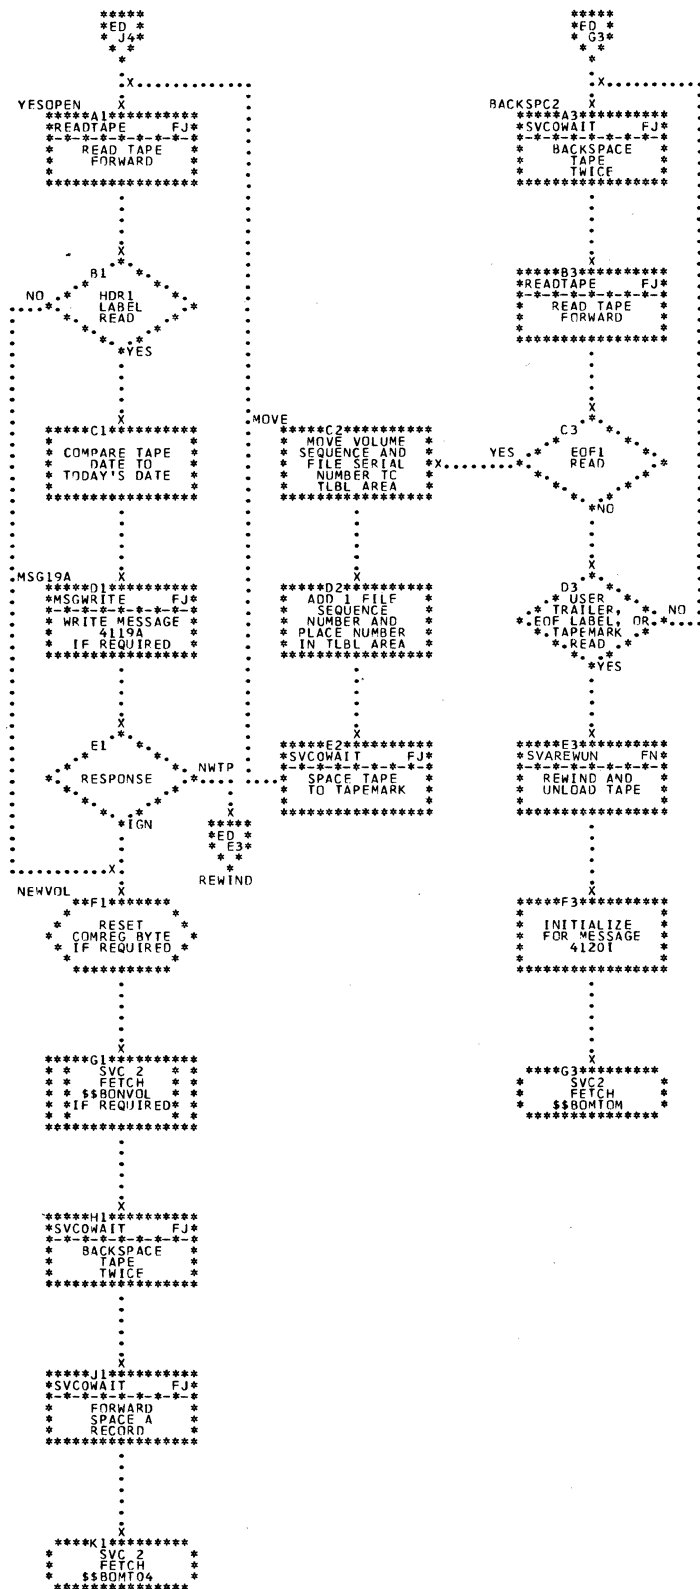 ED
J4
YESOPEN
A1
READTAPE FJ
READ TAPE
FORWARD
B1
HDR1
LABEL
READ
NO
YES
C1
COMPARE TAPE
DATE TO
TODAY'S DATE
MSG19A
D1
MSGWRITE FJ
WRITE MESSAGE
4119A
IF REQUIRED
E1
RESPONSE
NWTP
IGN
ED
E3
REWIND
NEWVOL
F1
RESET
COMREG BYTE
IF REQUIRED
G1
SVC 2
FETCH
$$BONVOL
IF REQUIRED
H1
SVCOWAIT FJ
BACKSPACE
TAPE
TWICE
J1
SVCOWAIT FJ
FORWARD
SPACE A
RECORD
K1
SVC 2
FETCH
$$BOMT04
MOVE
C2
MOVE VOLUME
SEQUENCE AND
FILE SERIAL
NUMBER TO
TLBL AREA
D2
ADD 1 FILE
SEQUENCE
NUMBER AND
PLACE NUMBER
IN TLBL AREA
E2
SVCOWAIT FJ
SPACE TAPE
TO TAPEMARK
ED
G3
BACKSPC2
A3
SVCOWAIT FJ
BACKSPACE
TAPE
TWICE
B3
READTAPE FJ
READ TAPE
FORWARD
C3
EOF1
READ
YES
NO
D3
USER
TRAILER,
EOF LABEL, OR
TAPEMARK
READ
NO
YES
E3
SVAREWUN FN
REWIND AND
UNLOAD TAPE
F3
INITIALIZE
FOR MESSAGE
4120I
G3
SVC2
FETCH
$$BOMTOM